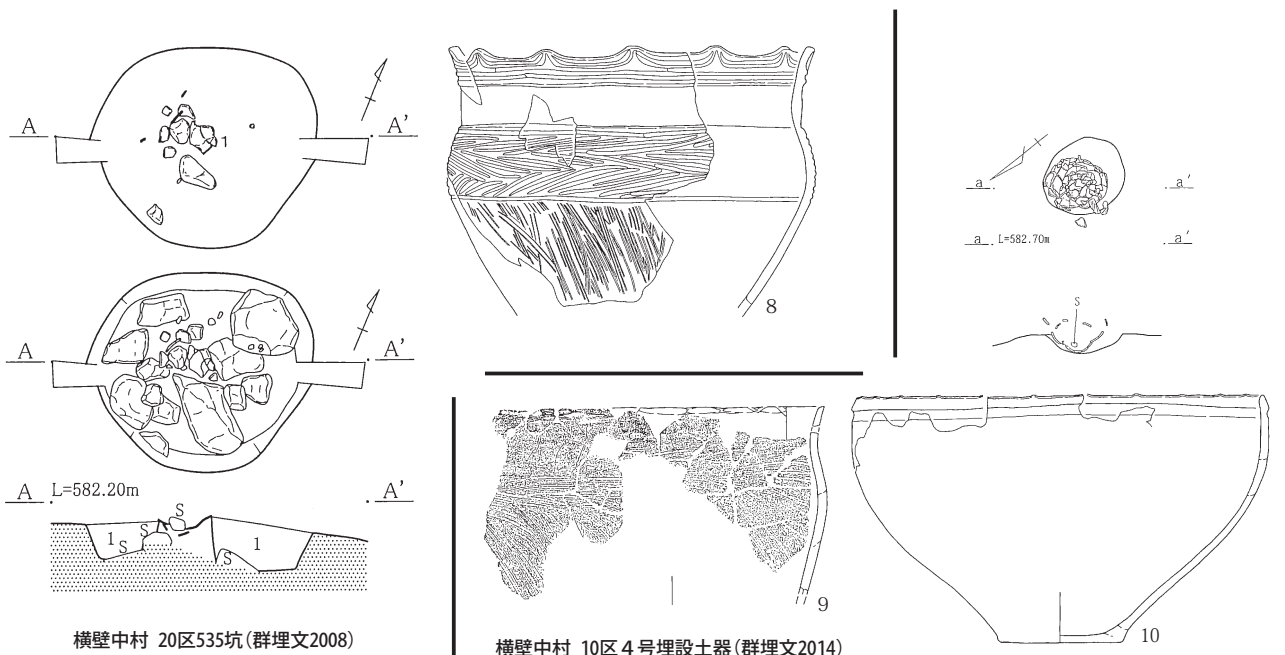 A A'
1
A A'
A L=582.20m A'
S
1 S S 1
S
横壁中村 20区535坑(群埋文2008)
8
a a'
a L=582.70m a'
S
9
横壁中村 10区4号埋設土器(群埋文2014)
10